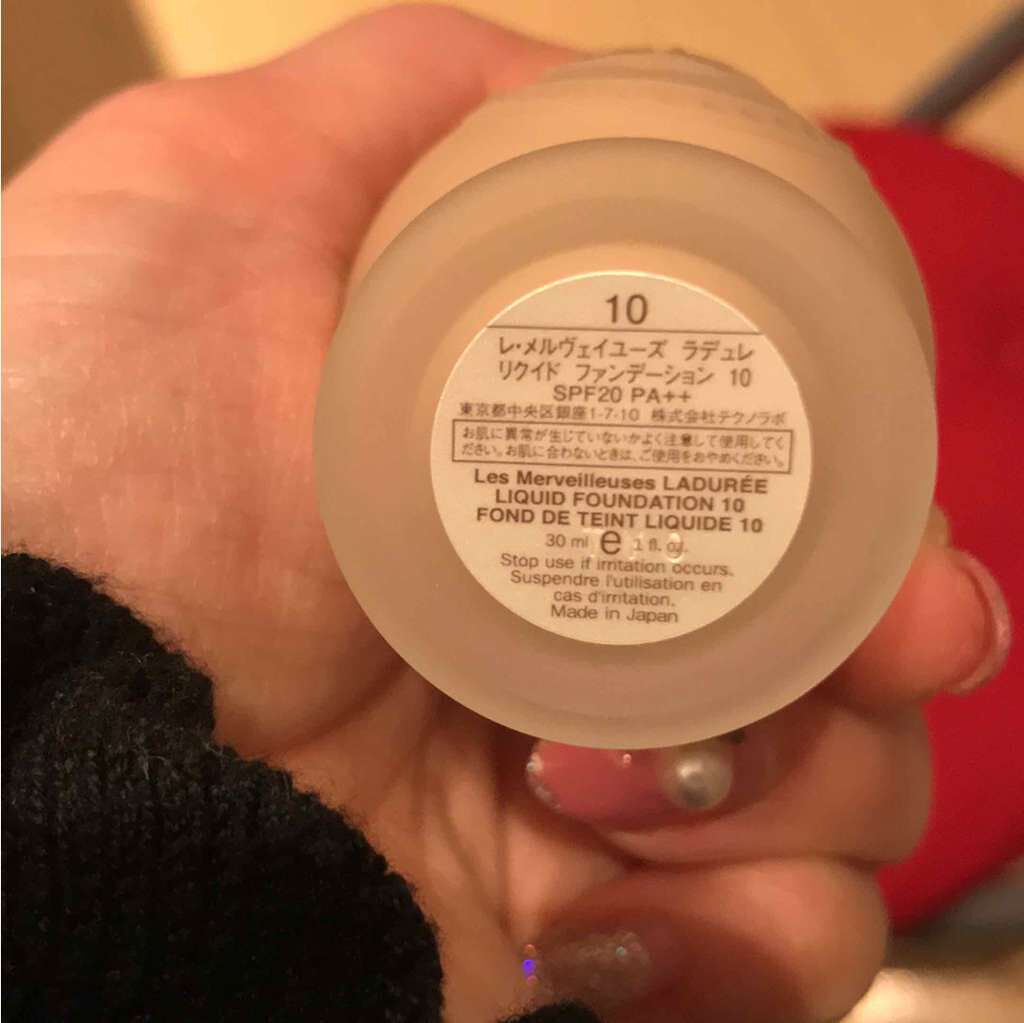 10
レ・メルヴェイユーズ ラデュレ
リクイド ファンデーション 10
SPF20 PA++
東京都中央区銀座1-7-10 株式会社テクノラボ
お肌に異常が生じていないかよく注意して使用してく
ださい。お肌に合わないときは、ご使用をおやめください。
Les Merveilleuses LADURÉE
LIQUID FOUNDATION 10
FOND DE TEINT LIQUIDE 10
30 ml e 1 fl. oz.
Stop use if irritation occurs.
Suspendre l'utilisation en
cas d'irritation.
Made in Japan